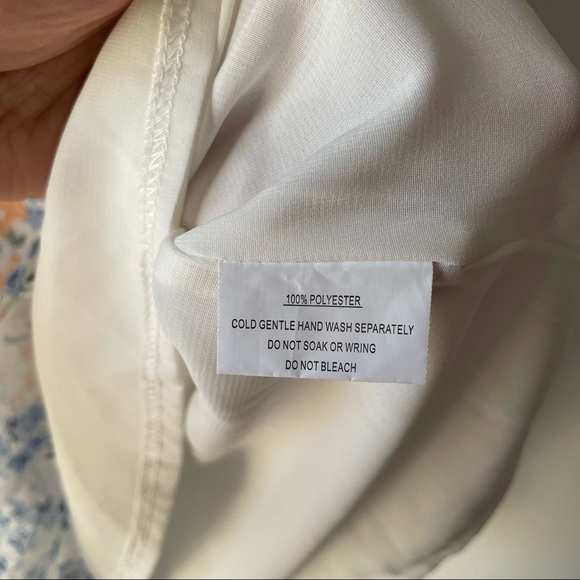 100% POLYESTER
COLD GENTLE HAND WASH SEPARATELY
DO NOT SOAK OR WRING
DO NOT BLEACH